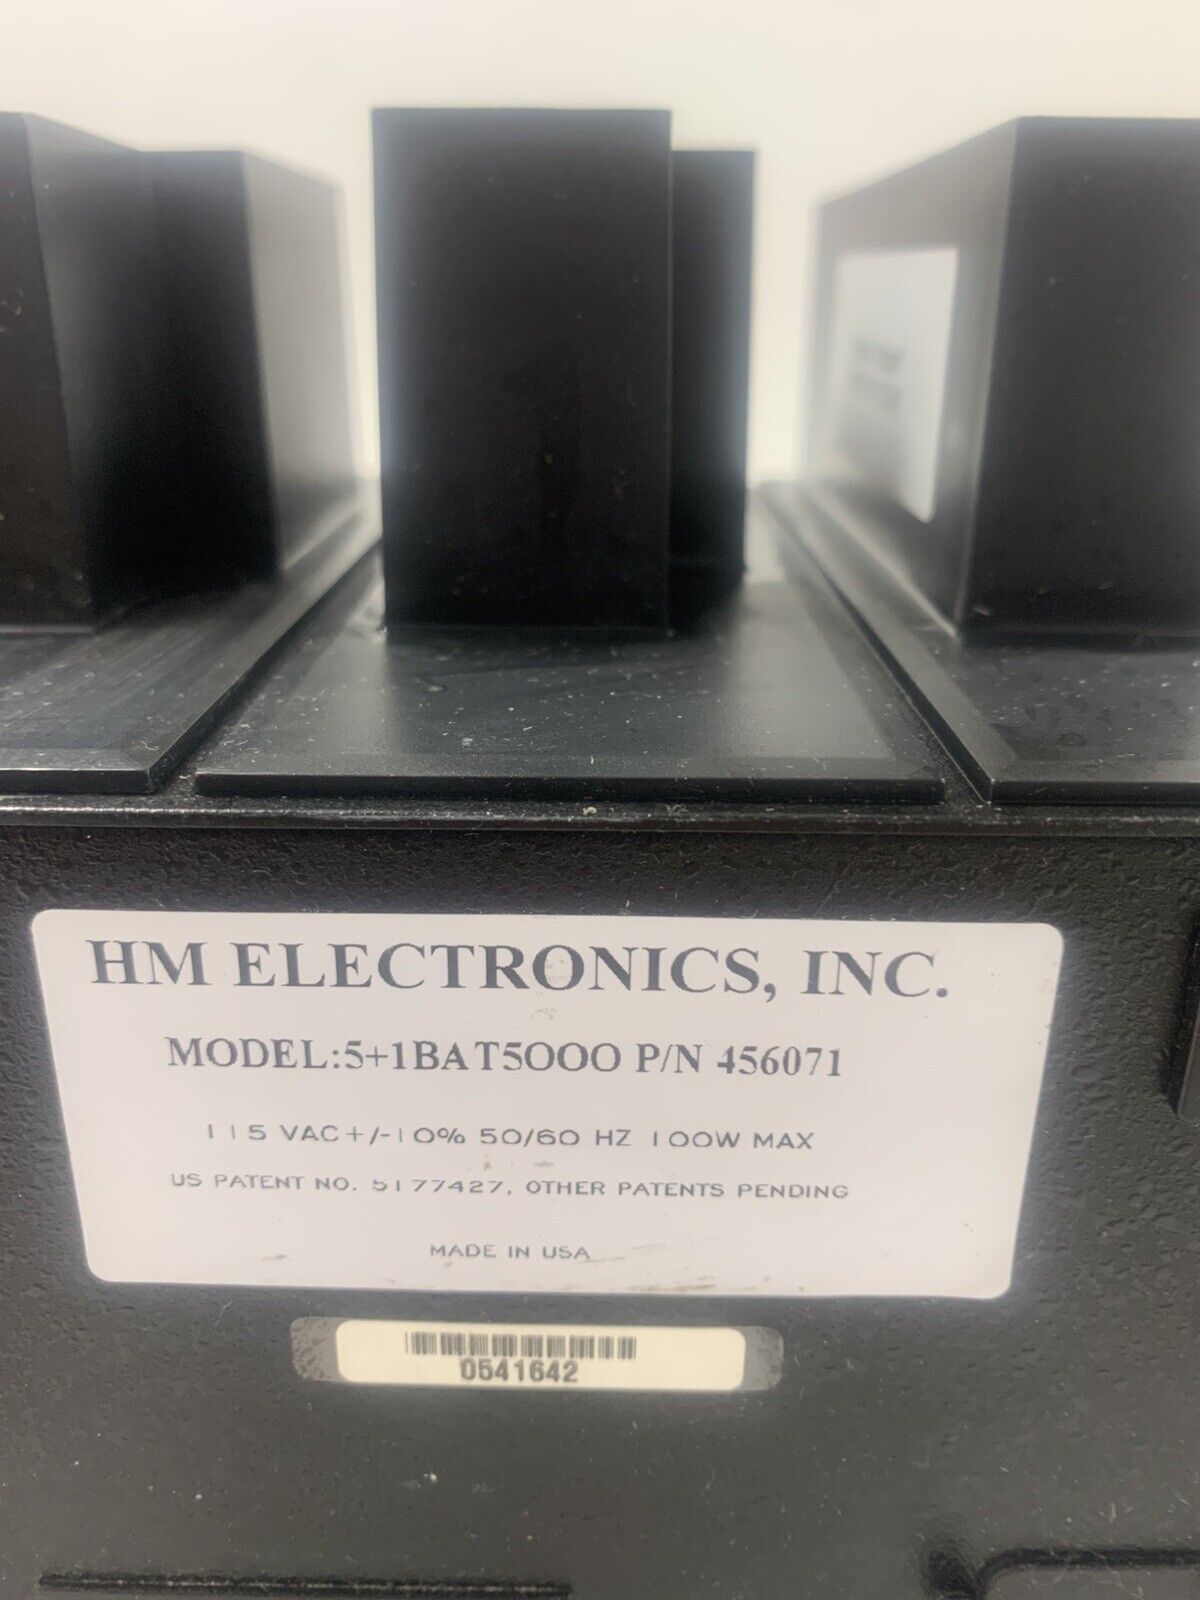 HM ELECTRONICS, INC.
MODEL:5+1BAT5000 P/N 456071
115 VAC+/-10% 50/60 HZ 100W MAX
US PATENT NO. 5177427, OTHER PATENTS PENDING
MADE IN USA
0541642